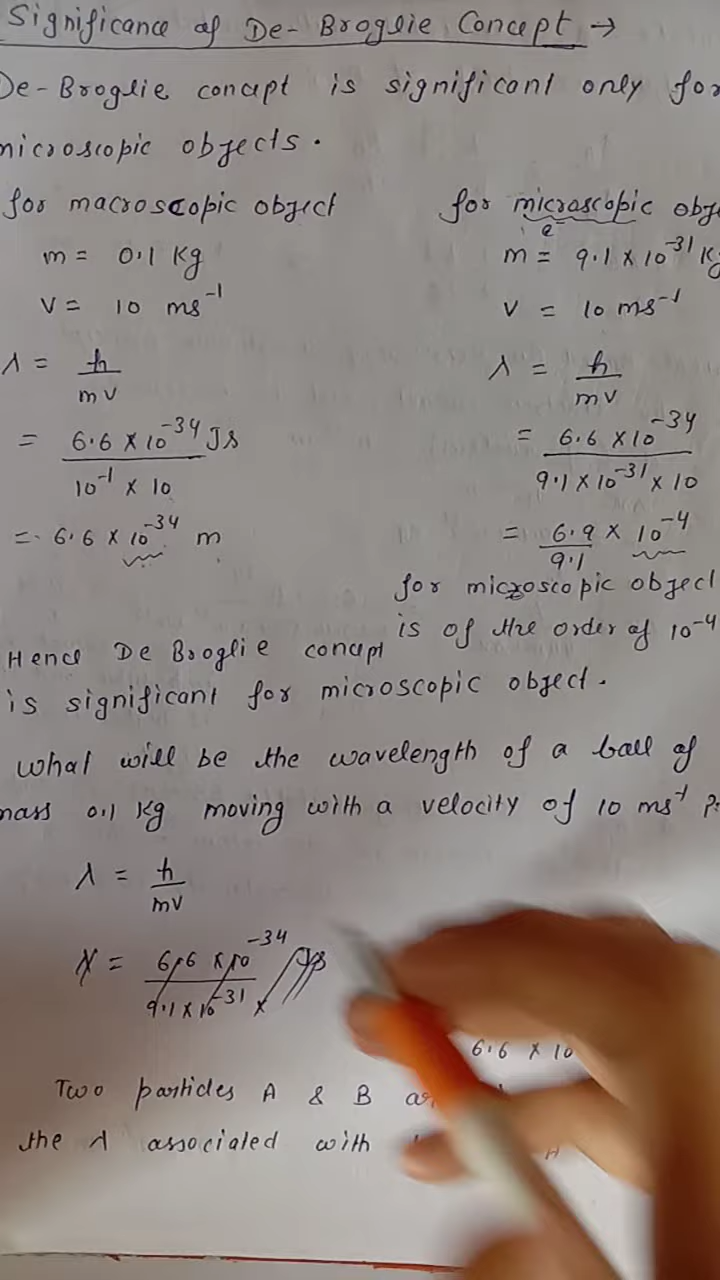 Significance of De-Broglie Concept →
De-Broglie concept is significant only for
microscopic objects.
for macroscopic object
m = 0.1 Kg
v = 10 ms⁻¹
λ = h/mv
= 6.6 × 10⁻³⁴ Js / 10⁻¹ × 10
= 6.6 × 10⁻³⁴ m
for microscopic obje
e⁻
m = 9.1 × 10⁻³¹ Kg
v = 10 ms⁻¹
λ = h/mv
= 6.6 × 10⁻³⁴ / 9.1 × 10⁻³¹ × 10
= 6.9/9.1 × 10⁻⁴
for microscopic object
is of the order of 10⁻⁴
Hence De Broglie concept
is significant for microscopic object.
What will be the wavelength of a ball of
mass 0.1 Kg moving with a velocity of 10 ms⁻¹ ?
λ = h/mv
λ = 6.6 × 10⁻³⁴ / 9.1 × 10⁻³¹ ×
6.6 × 10
Two particles A & B
the λ associated with